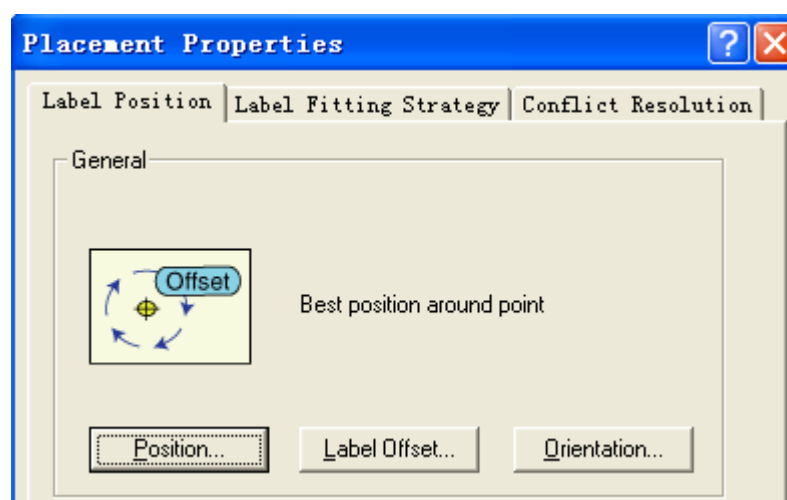 Placement Properties
?
Label Position Label Fitting Strategy Conflict Resolution
General
Offset
Best position around point
Position... Label Offset... Orientation...